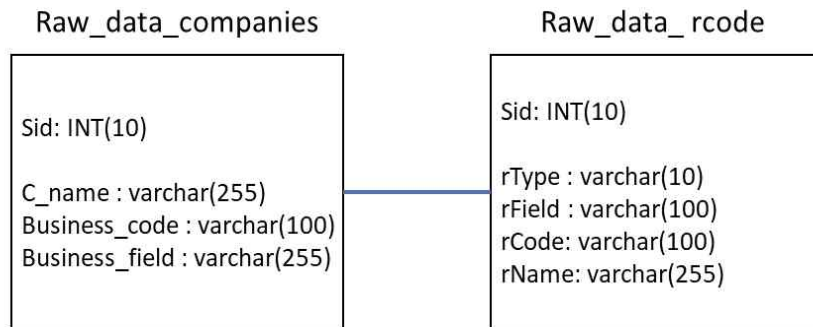 Raw_data_companies
Sid: INT(10)
C_name : varchar(255)
Business_code : varchar(100)
Business_field : varchar(255)
Raw_data_ rcode
Sid: INT(10)
rType : varchar(10)
rField : varchar(100)
rCode: varchar(100)
rName: varchar(255)